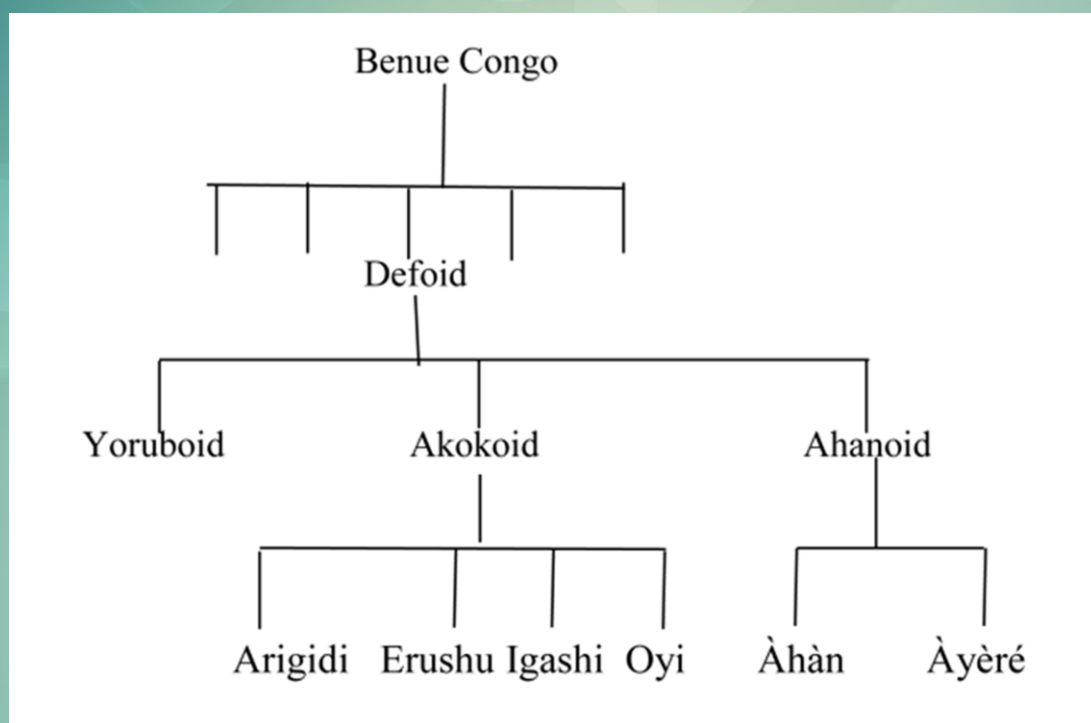 Benue Congo
Defoid
Yoruboid Akokoid Ahanoid
Arigidi Erushu Igashi Oyi Àhàn Àyèré